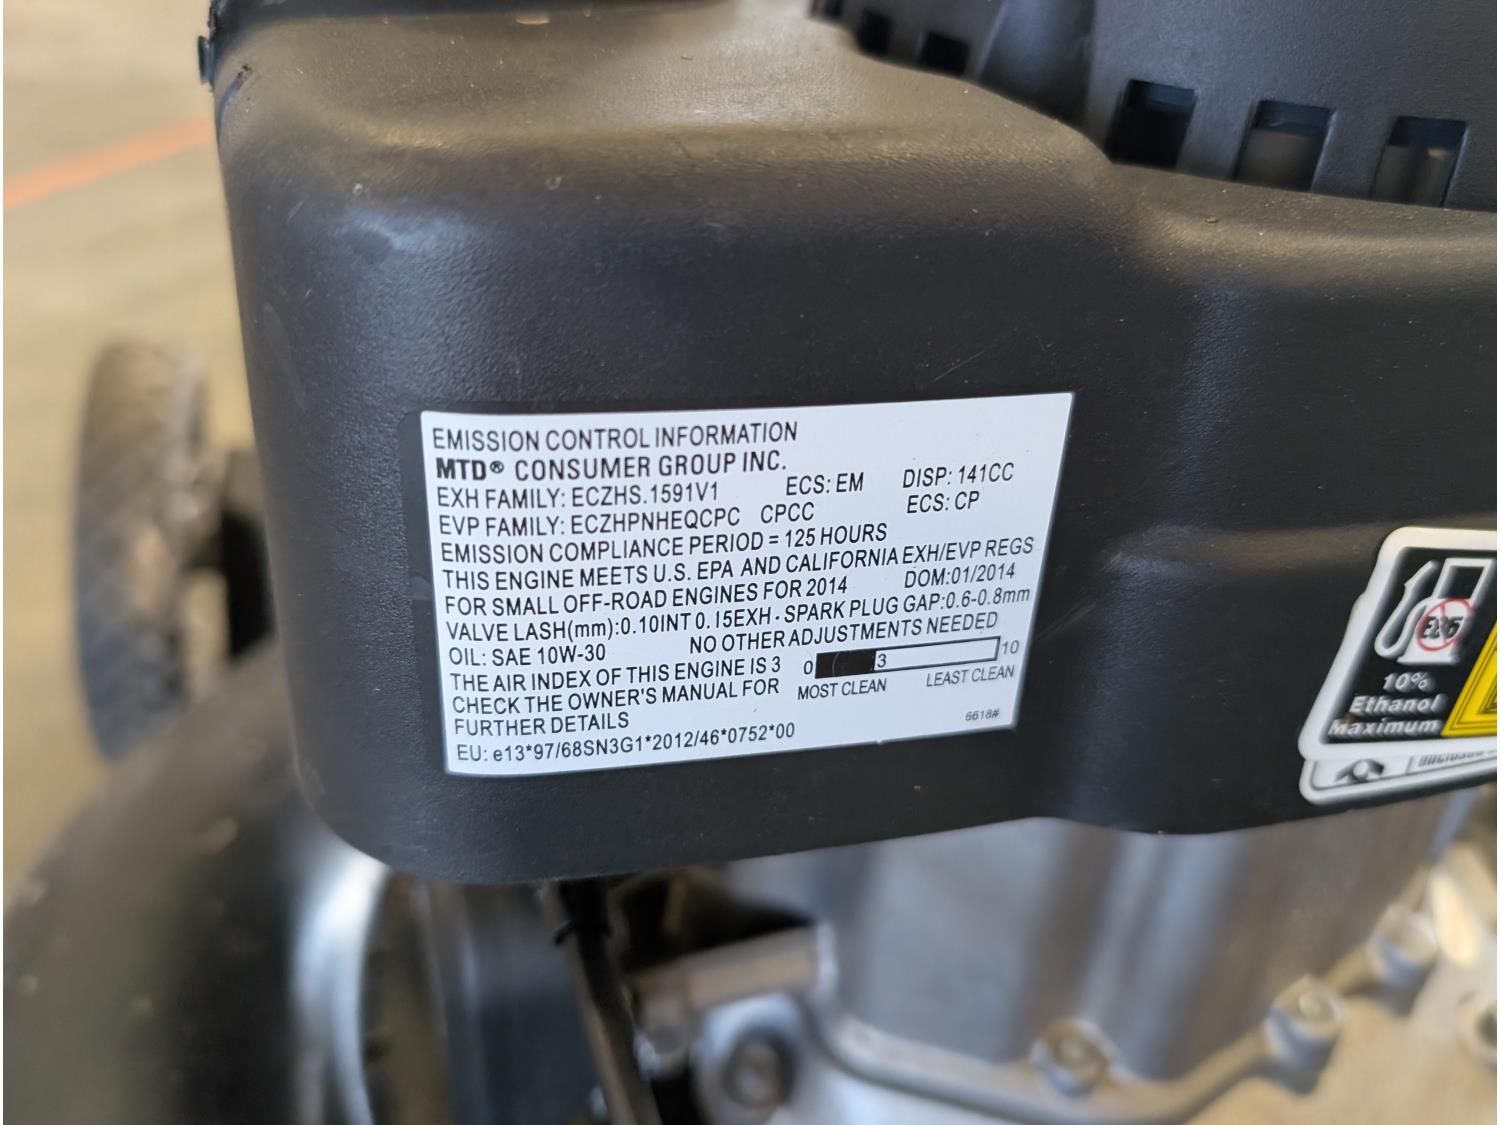 EMISSION CONTROL INFORMATION
MTD® CONSUMER GROUP INC.
EXH FAMILY: ECZHS.1591V1 ECS: EM DISP: 141CC
EVP FAMILY: ECZHPNHEQCPC CPCC ECS: CP
EMISSION COMPLIANCE PERIOD = 125 HOURS
THIS ENGINE MEETS U.S. EPA AND CALIFORNIA EXH/EVP REGS
FOR SMALL OFF-ROAD ENGINES FOR 2014 DOM:01/2014
VALVE LASH(mm):0.10INT 0.15EXH - SPARK PLUG GAP:0.6-0.8mm
OIL: SAE 10W-30 NO OTHER ADJUSTMENTS NEEDED
THE AIR INDEX OF THIS ENGINE IS 3 0 3 10
CHECK THE OWNER'S MANUAL FOR MOST CLEAN LEAST CLEAN
FURTHER DETAILS 6618#
EU: e13*97/68SN3G1*2012/46*0752*00
10%
Ethanol
Maximum